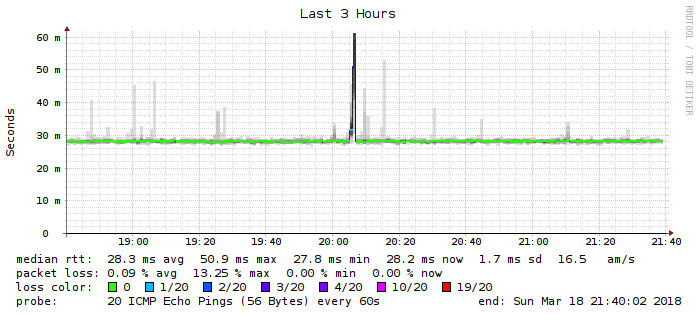 Last 3 Hours
RRDTOOL / TOBI OETIKER
Seconds
60 m
50 m
40 m
30 m
20 m
10 m
0
19:00 19:20 19:40 20:00 20:20 20:40 21:00 21:20 21:40
median rtt: 28.3 ms avg 50.9 ms max 27.8 ms min 28.2 ms now 1.7 ms sd 16.5 am/s
packet loss: 0.09 % avg 13.25 % max 0.00 % min 0.00 % now
loss color: 0 1/20 2/20 3/20 4/20 10/20 19/20
probe: 20 ICMP Echo Pings (56 Bytes) every 60s end: Sun Mar 18 21:40:02 2018